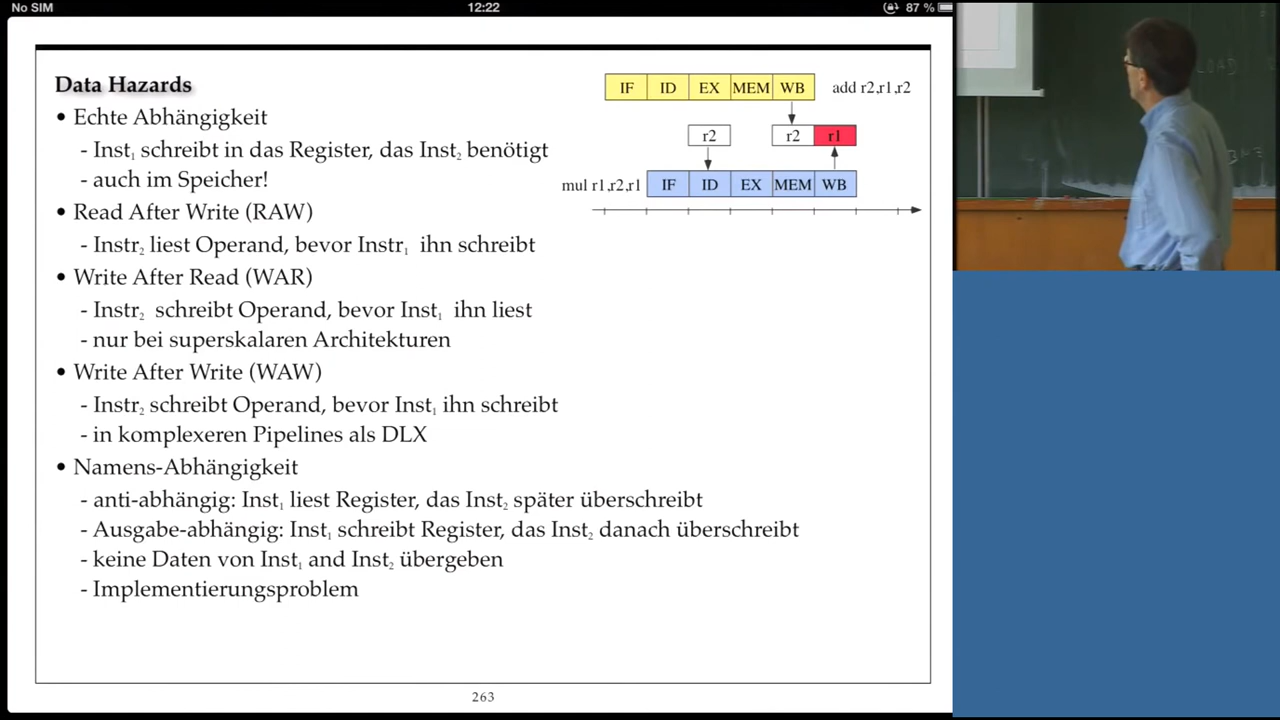 No SIM 12:22 87 %
Data Hazards
• Echte Abhängigkeit
- Inst₁ schreibt in das Register, das Inst₂ benötigt
- auch im Speicher!
• Read After Write (RAW)
- Instr₂ liest Operand, bevor Instr₁ ihn schreibt
• Write After Read (WAR)
- Instr₂ schreibt Operand, bevor Inst₁ ihn liest
- nur bei superskalaren Architekturen
• Write After Write (WAW)
- Instr₂ schreibt Operand, bevor Inst₁ ihn schreibt
- in komplexeren Pipelines als DLX
• Namens-Abhängigkeit
- anti-abhängig: Inst₁ liest Register, das Inst₂ später überschreibt
- Ausgabe-abhängig: Inst₁ schreibt Register, das Inst₂ danach überschreibt
- keine Daten von Inst₁ and Inst₂ übergeben
- Implementierungsproblem
IF ID EX MEM WB add r2,r1,r2
r2 r2 r1
mul r1,r2,r1 IF ID EX MEM WB
263
LOAD